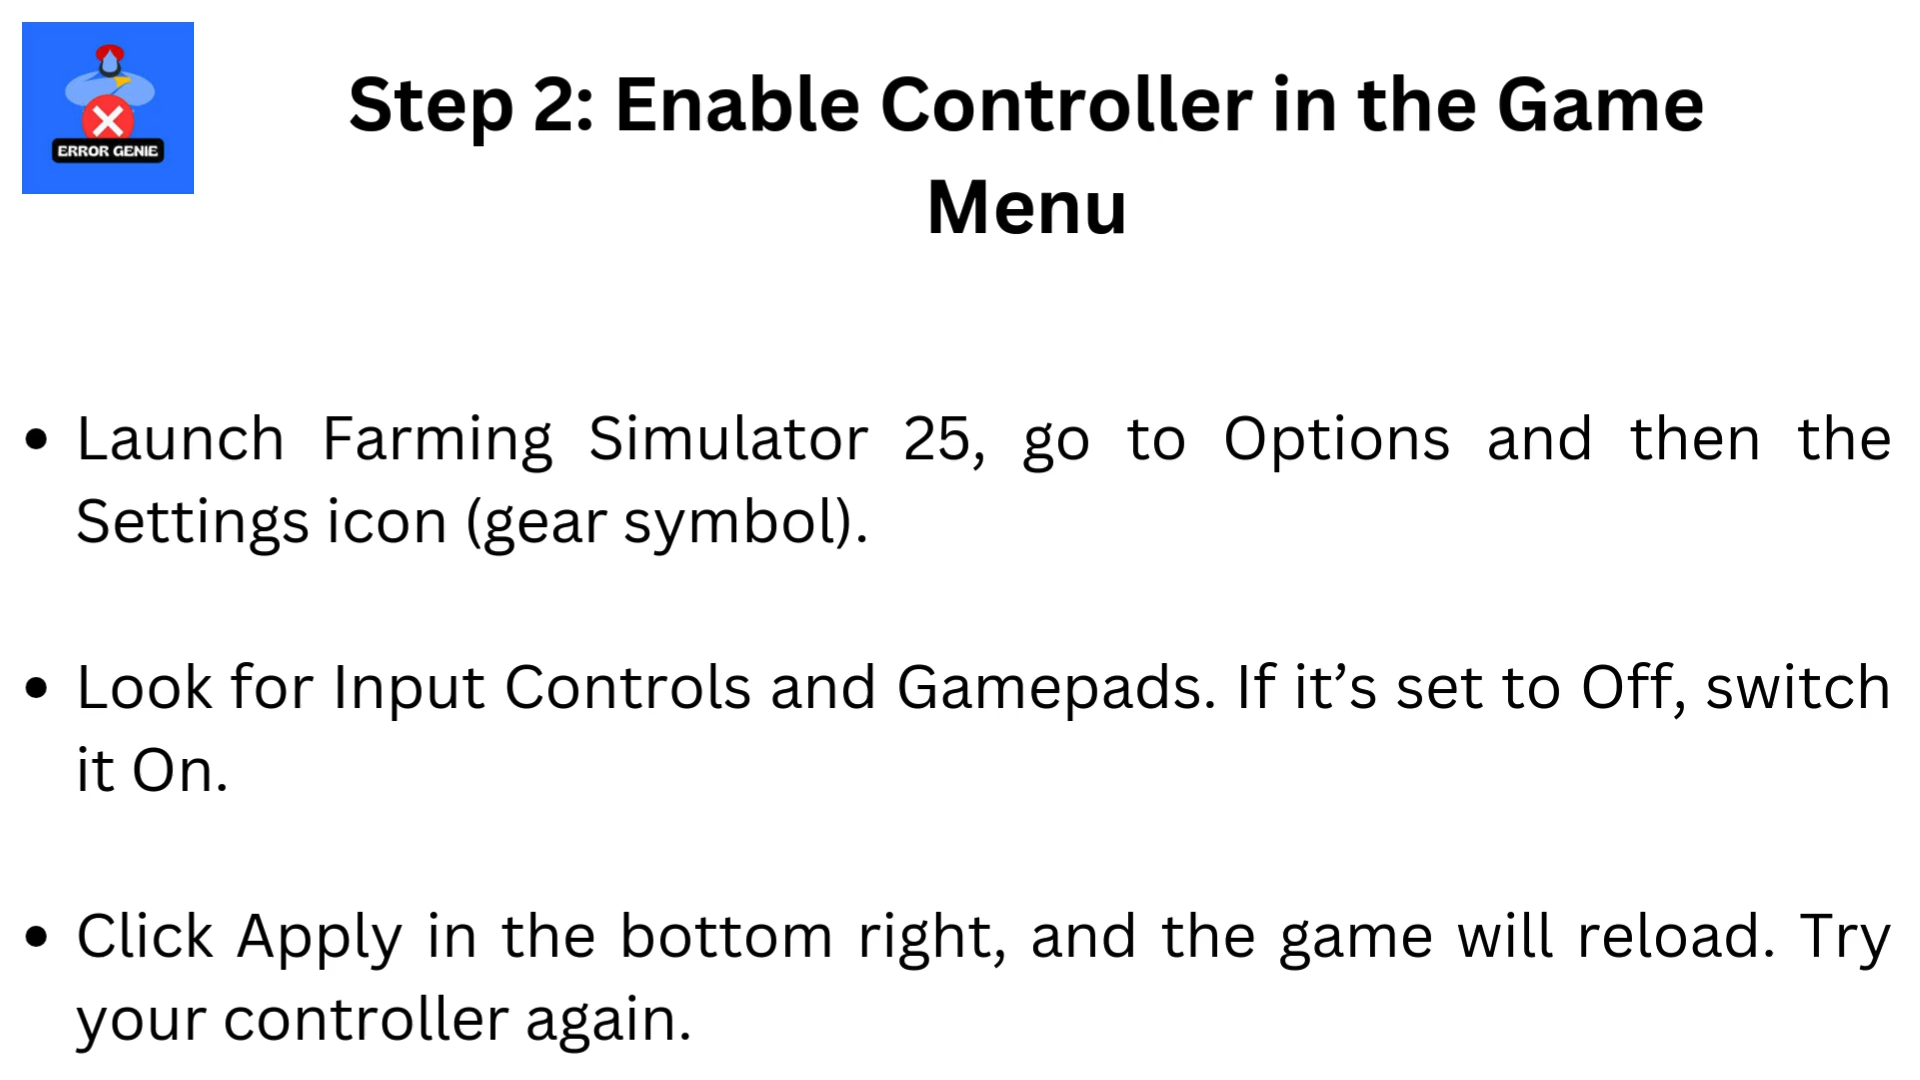 ERROR GENIE
Step 2: Enable Controller in the Game
Menu
• Launch Farming Simulator 25, go to Options and then the
Settings icon (gear symbol).
• Look for Input Controls and Gamepads. If it’s set to Off, switch
it On.
• Click Apply in the bottom right, and the game will reload. Try
your controller again.